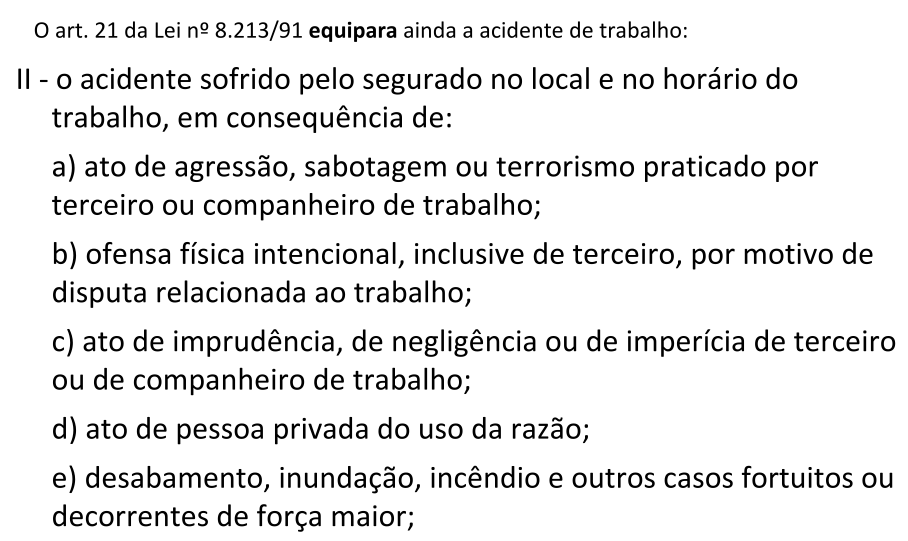 O art. 21 da Lei nº 8.213/91 equipara ainda a acidente de trabalho:
II - o acidente sofrido pelo segurado no local e no horário do
trabalho, em consequência de:
a) ato de agressão, sabotagem ou terrorismo praticado por
terceiro ou companheiro de trabalho;
b) ofensa física intencional, inclusive de terceiro, por motivo de
disputa relacionada ao trabalho;
c) ato de imprudência, de negligência ou de imperícia de terceiro
ou de companheiro de trabalho;
d) ato de pessoa privada do uso da razão;
e) desabamento, inundação, incêndio e outros casos fortuitos ou
decorrentes de força maior;